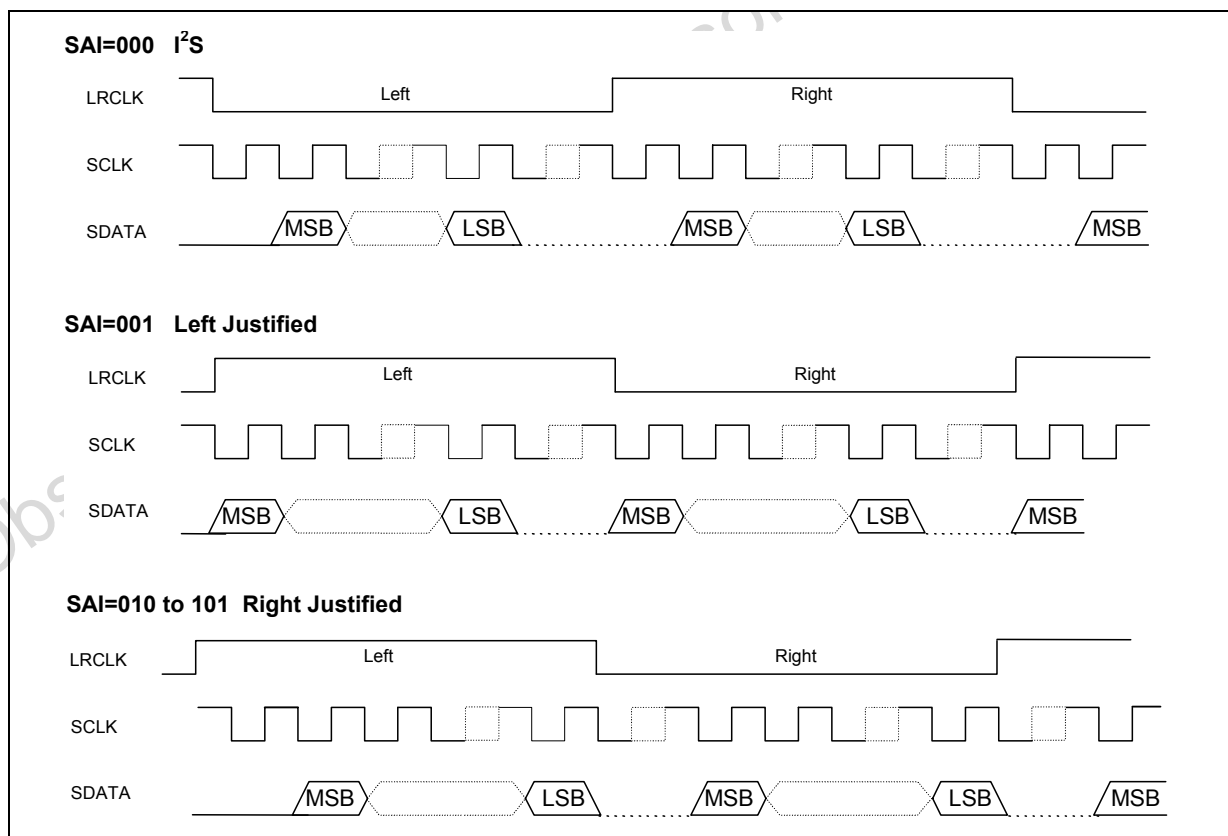 SAI=000 I²S
LRCLK Left Right
SCLK
SDATA MSB LSB MSB LSB MSB
SAI=001 Left Justified
LRCLK Left Right
SCLK
SDATA MSB LSB MSB LSB MSB
SAI=010 to 101 Right Justified
LRCLK Left Right
SCLK
SDATA MSB LSB MSB LSB MSB